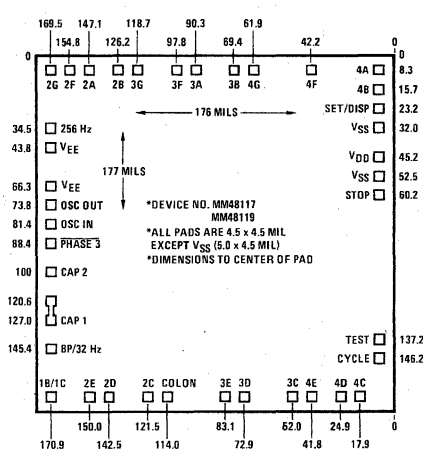 169.5 147.1 118.7 90.3 61.9
154.8 126.2 97.8 69.4 42.2
0 0
2G 2F 2A 2B 3G 3F 3A 3B 4G 4F 4A 8.3
4B 15.7
176 MILS SET/DISP 23.2
34.5 256 Hz VSS 32.0
43.8 VEE
177 MILS VDD 45.2
66.3 VEE VSS 52.5
73.8 OSC OUT *DEVICE NO. MM48117 STOP 60.2
MM48119
81.4 OSC IN *ALL PADS ARE 4.5 x 4.5 MIL
88.4 PHASE 3 EXCEPT VSS (5.0 x 4.5 MIL)
*DIMENSIONS TO CENTER OF PAD
100 CAP 2
120.6
127.0 CAP 1
TEST 137.2
145.4 BP/32 Hz CYCLE 146.2
1B/1C 2E 2D 2C COLON 3E 3D 3C 4E 4D 4C
150.0 121.5 83.1 52.0 24.9 0
170.9 142.5 114.0 72.9 41.8 17.9